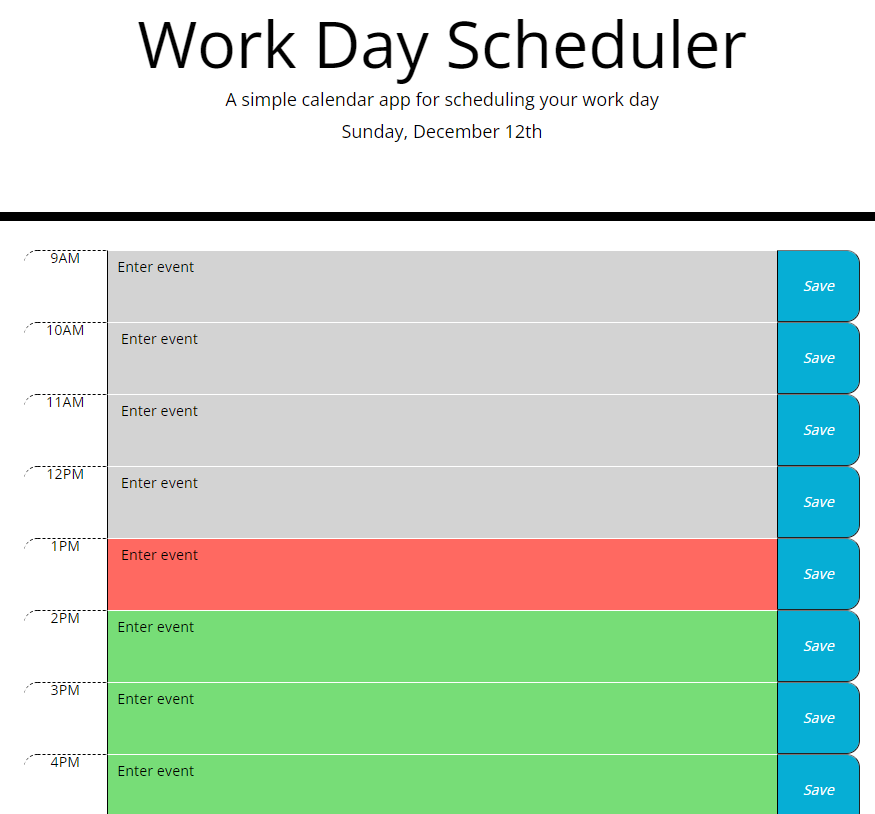 Work Day Scheduler
A simple calendar app for scheduling your work day
Sunday, December 12th
9AM Enter event Save
10AM Enter event Save
11AM Enter event Save
12PM Enter event Save
1PM Enter event Save
2PM Enter event Save
3PM Enter event Save
4PM Enter event Save